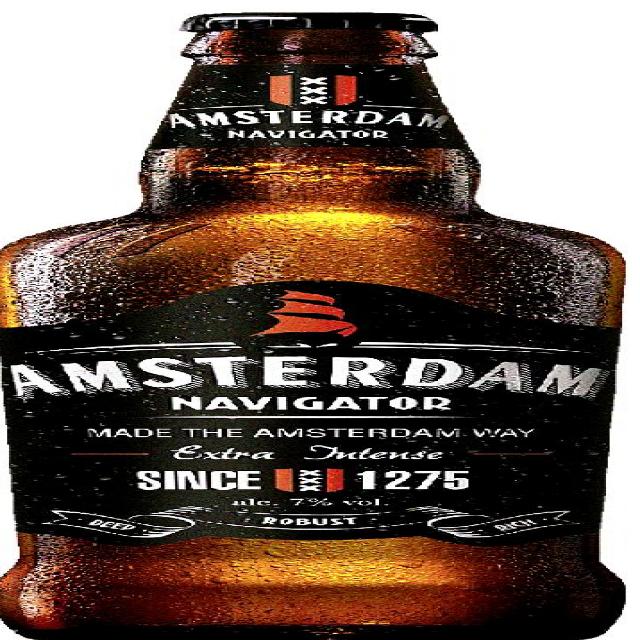 XXX
AMSTERDAM
NAVIGATOR
AMSTERDAM
NAVIGATOR
MADE THE AMSTERDAM WAY
Extra Intense
SINCE XXX 1275
alc. 7% vol.
DEEP ROBUST RICH